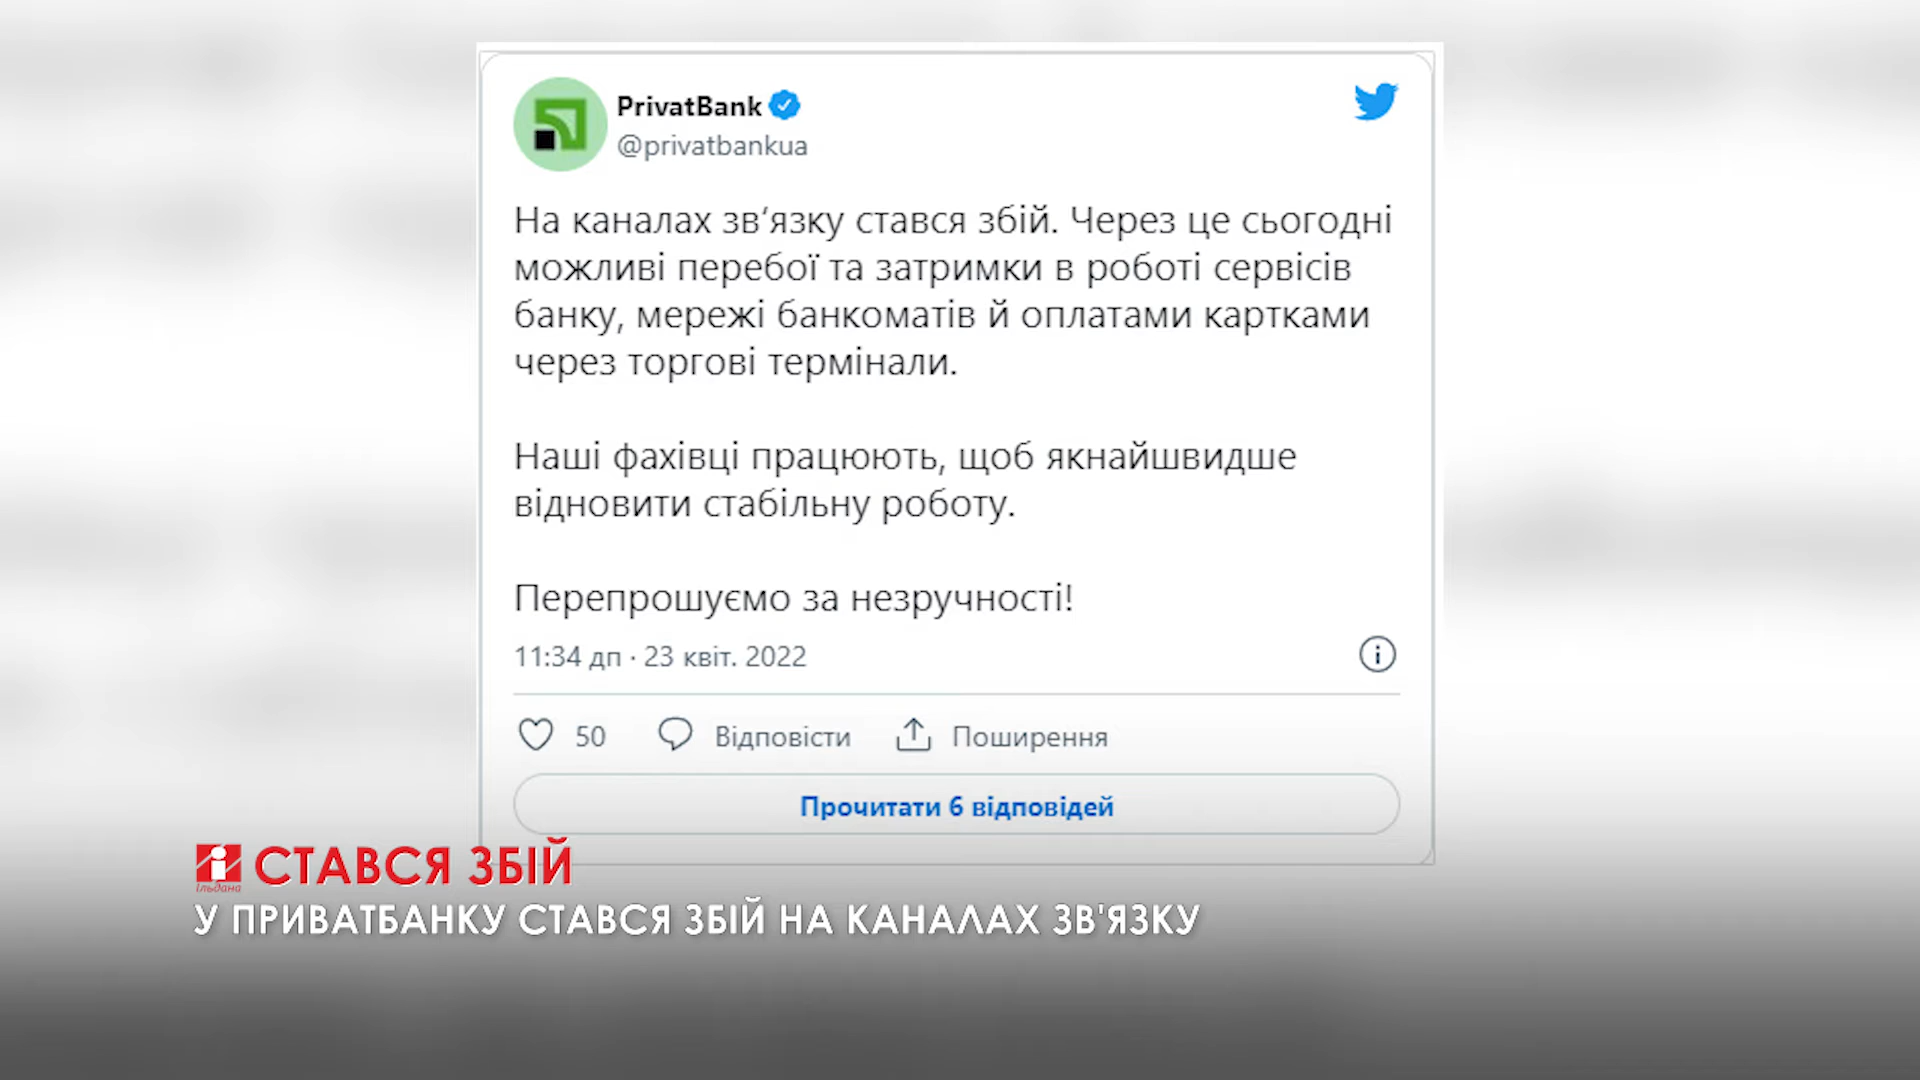 PrivatBank
@privatbankua
На каналах зв‘язку стався збій. Через це сьогодні
можливі перебої та затримки в роботі сервісів
банку, мережі банкоматів й оплатами картками
через торгові термінали.
Наші фахівці працюють, щоб якнайшвидше
відновити стабільну роботу.
Перепрошуємо за незручності!
11:34 дп · 23 квіт. 2022
50 Відповісти Поширення
Прочитати 6 відповідей
Ільдана
СТАВСЯ ЗБІЙ
У ПРИВАТБАНКУ СТАВСЯ ЗБІЙ НА КАНАЛАХ ЗВ'ЯЗКУ